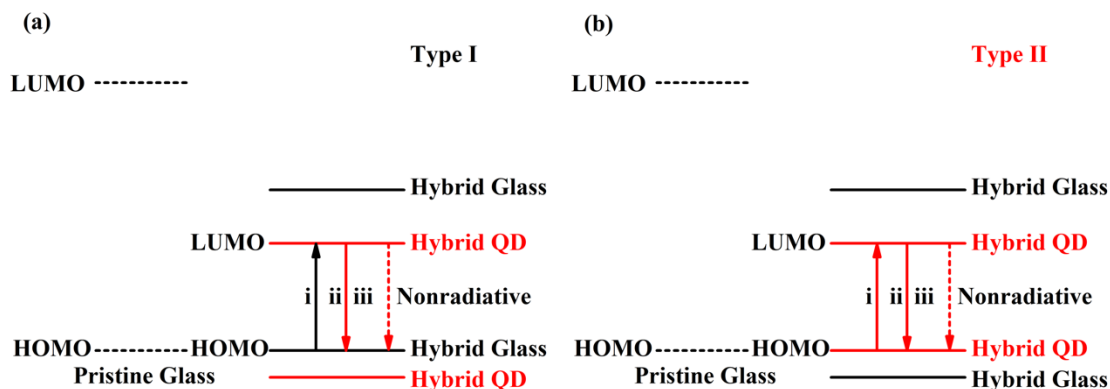 (a)
Type I
LUMO
Hybrid Glass
LUMO
Hybrid QD
i ii iii Nonradiative
HOMO HOMO Hybrid Glass
Pristine Glass Hybrid QD
(b)
Type II
LUMO
Hybrid Glass
LUMO
Hybrid QD
i ii iii Nonradiative
HOMO HOMO Hybrid QD
Pristine Glass Hybrid Glass